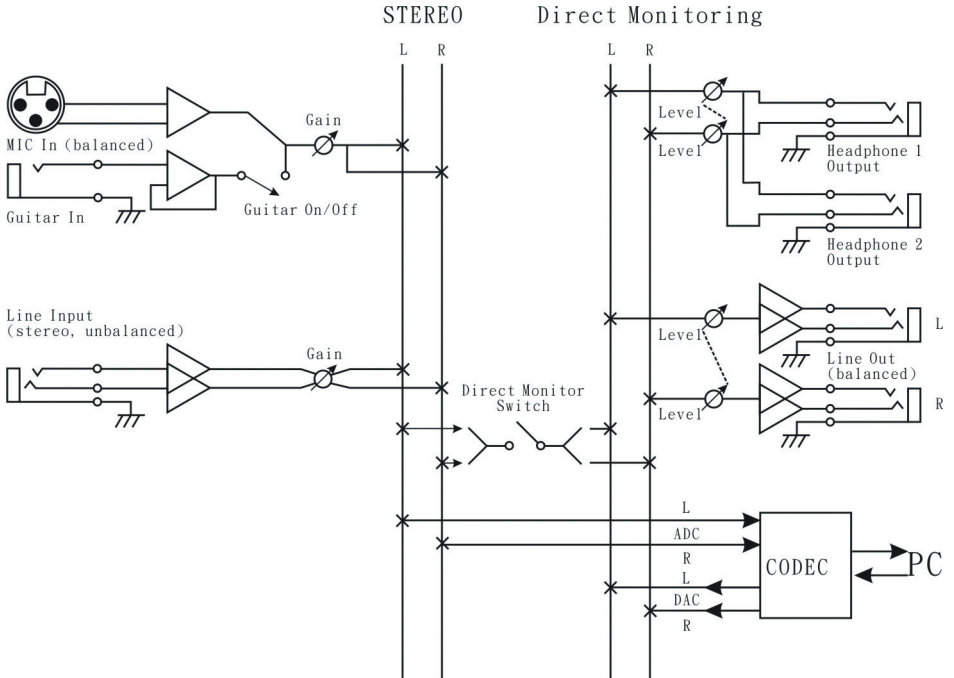 STEREO
Direct Monitoring
L
R
L
R
MIC In (balanced)
Guitar In
Gain
Guitar On/Off
Level
Level
Headphone 1
Output
Headphone 2
Output
Line Input
(stereo, unbalanced)
Gain
Direct Monitor
Switch
Level
Level
L
Line Out
(balanced)
R
L
ADC
R
L
DAC
R
CODEC
PC